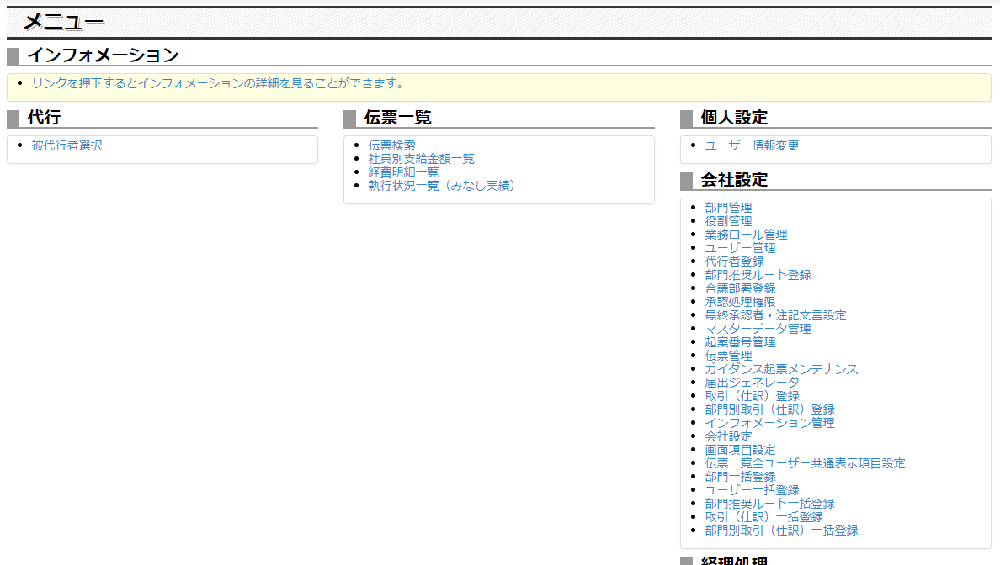 メニュー
インフォメーション
リンクを押下するとインフォメーションの詳細を見ることができます。
代行
被代行者選択
伝票一覧
伝票検索
社員別支給金額一覧
経費明細一覧
執行状況一覧（みなし実績）
個人設定
ユーザー情報変更
会社設定
部門管理
役割管理
業務ロール管理
ユーザー管理
代行者登録
部門推奨ルート登録
合議部署登録
承認処理権限
最終承認者・注記文言設定
マスターデータ管理
起案番号管理
伝票管理
ガイダンス起票メンテナンス
届出ジェネレータ
取引（仕訳）登録
部門別取引（仕訳）登録
インフォメーション管理
会社設定
画面項目設定
伝票一覧全ユーザー共通表示項目設定
部門一括登録
ユーザー一括登録
部門推奨ルート一括登録
取引（仕訳）一括登録
部門別取引（仕訳）一括登録
経理処理